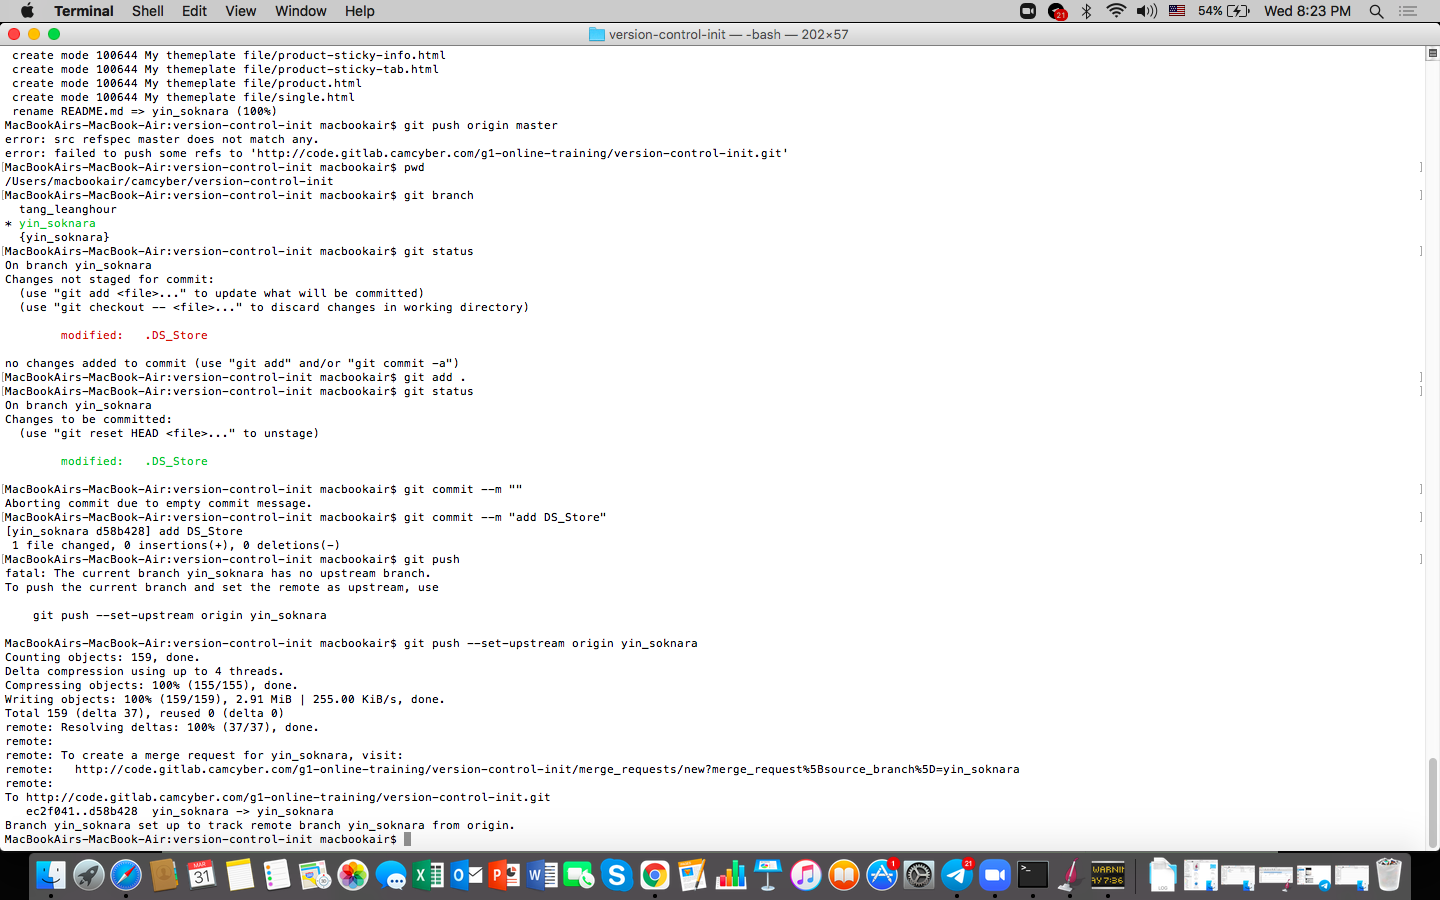 Terminal Shell Edit View Window Help 21 54% Wed 8:23 PM
version-control-init — -bash — 202×57
 create mode 100644 My themeplate file/product-sticky-info.html
 create mode 100644 My themeplate file/product-sticky-tab.html
 create mode 100644 My themeplate file/product.html
 create mode 100644 My themeplate file/single.html
 rename README.md => yin_soknara (100%)
MacBookAirs-MacBook-Air:version-control-init macbookair$ git push origin master
error: src refspec master does not match any.
error: failed to push some refs to 'http://code.gitlab.camcyber.com/g1-online-training/version-control-init.git'
[MacBookAirs-MacBook-Air:version-control-init macbookair$ pwd ]
/Users/macbookair/camcyber/version-control-init
[MacBookAirs-MacBook-Air:version-control-init macbookair$ git branch ]
  tang_leanghour
* yin_soknara
  {yin_soknara}
[MacBookAirs-MacBook-Air:version-control-init macbookair$ git status ]
On branch yin_soknara
Changes not staged for commit:
  (use "git add <file>..." to update what will be committed)
  (use "git checkout -- <file>..." to discard changes in working directory)
        modified:   .DS_Store
no changes added to commit (use "git add" and/or "git commit -a")
[MacBookAirs-MacBook-Air:version-control-init macbookair$ git add . ]
[MacBookAirs-MacBook-Air:version-control-init macbookair$ git status ]
On branch yin_soknara
Changes to be committed:
  (use "git reset HEAD <file>..." to unstage)
        modified:   .DS_Store
[MacBookAirs-MacBook-Air:version-control-init macbookair$ git commit --m "" ]
Aborting commit due to empty commit message.
[MacBookAirs-MacBook-Air:version-control-init macbookair$ git commit --m "add DS_Store" ]
[yin_soknara d58b428] add DS_Store
 1 file changed, 0 insertions(+), 0 deletions(-)
[MacBookAirs-MacBook-Air:version-control-init macbookair$ git push ]
fatal: The current branch yin_soknara has no upstream branch.
To push the current branch and set the remote as upstream, use
    git push --set-upstream origin yin_soknara
MacBookAirs-MacBook-Air:version-control-init macbookair$ git push --set-upstream origin yin_soknara
Counting objects: 159, done.
Delta compression using up to 4 threads.
Compressing objects: 100% (155/155), done.
Writing objects: 100% (159/159), 2.91 MiB | 255.00 KiB/s, done.
Total 159 (delta 37), reused 0 (delta 0)
remote: Resolving deltas: 100% (37/37), done.
remote:
remote: To create a merge request for yin_soknara, visit:
remote:   http://code.gitlab.camcyber.com/g1-online-training/version-control-init/merge_requests/new?merge_request%5Bsource_branch%5D=yin_soknara
remote:
To http://code.gitlab.camcyber.com/g1-online-training/version-control-init.git
   ec2f041..d58b428  yin_soknara -> yin_soknara
Branch yin_soknara set up to track remote branch yin_soknara from origin.
MacBookAirs-MacBook-Air:version-control-init macbookair$
MAR
31
1
21
WARNIN
AY 7:36
LOG